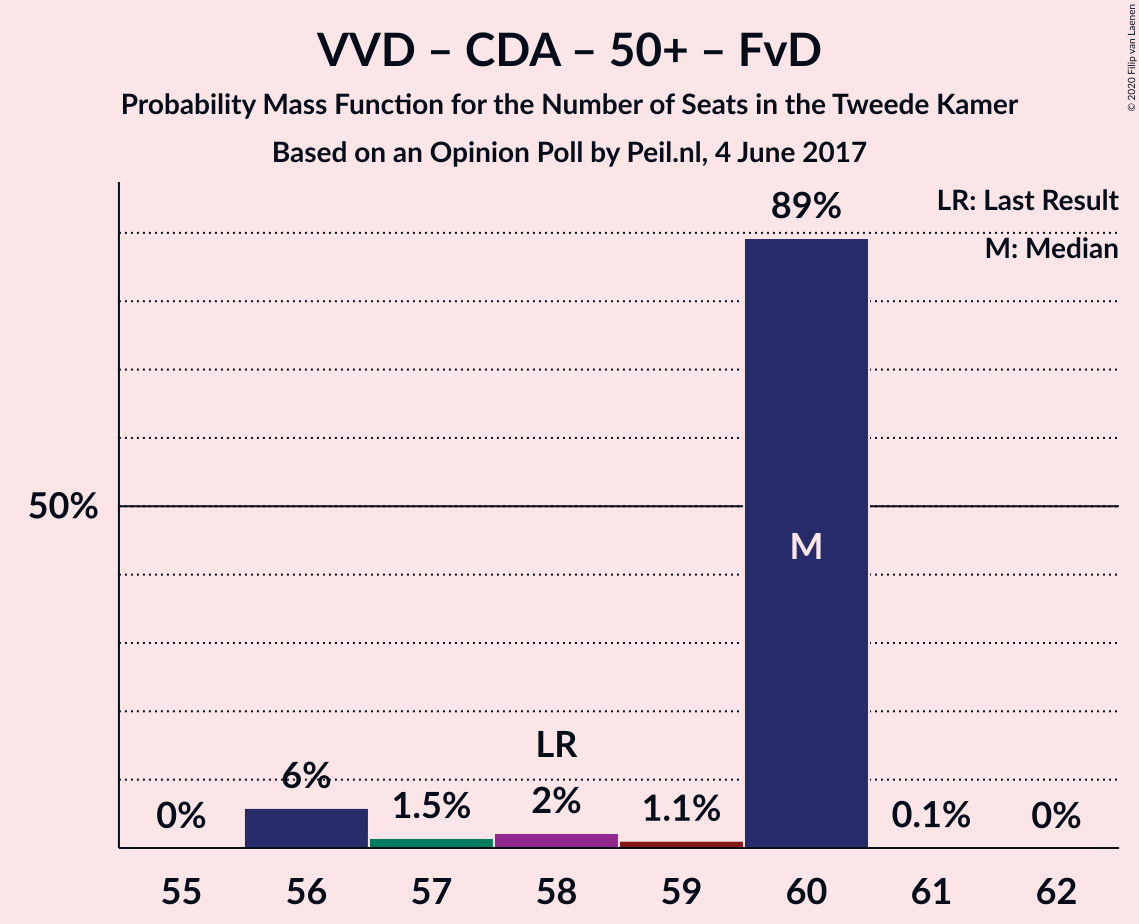 VVD – CDA – 50+ – FvD
Probability Mass Function for the Number of Seats in the Tweede Kamer
Based on an Opinion Poll by Peil.nl, 4 June 2017
© 2020 Filip van Laenen
LR: Last Result
M: Median
89%
50%
M
LR
6%
0%
1.5%
2%
1.1%
0.1%
0%
55 56 57 58 59 60 61 62